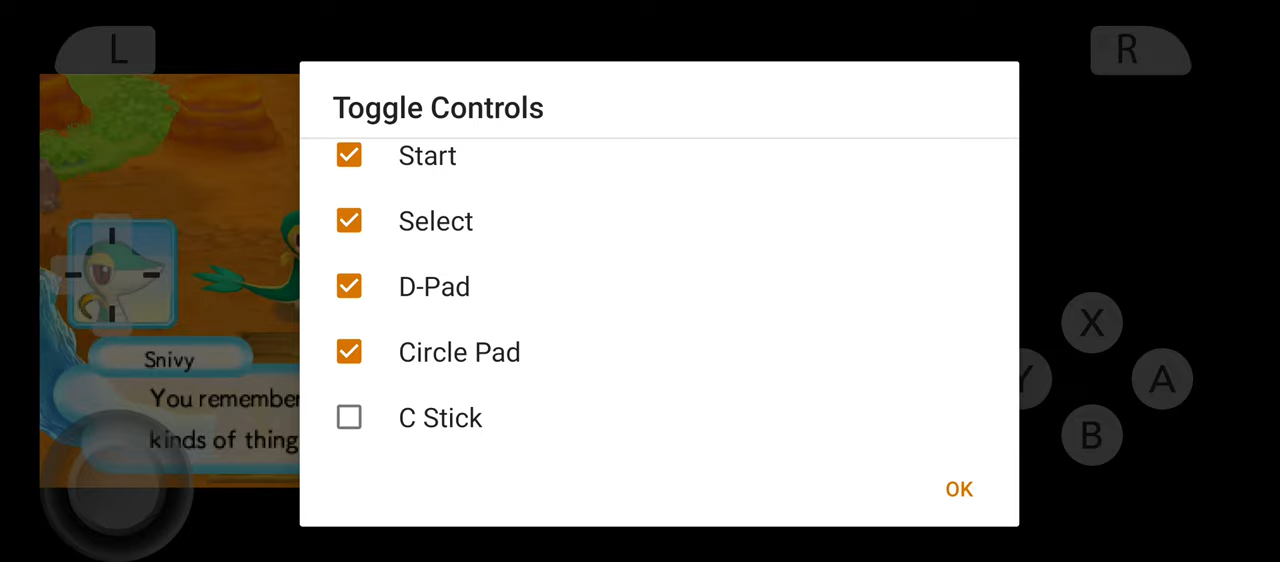 L
R
Toggle Controls
Start
Select
D-Pad
Circle Pad
C Stick
OK
Snivy
You remember
kinds of thing
X
Y
A
B